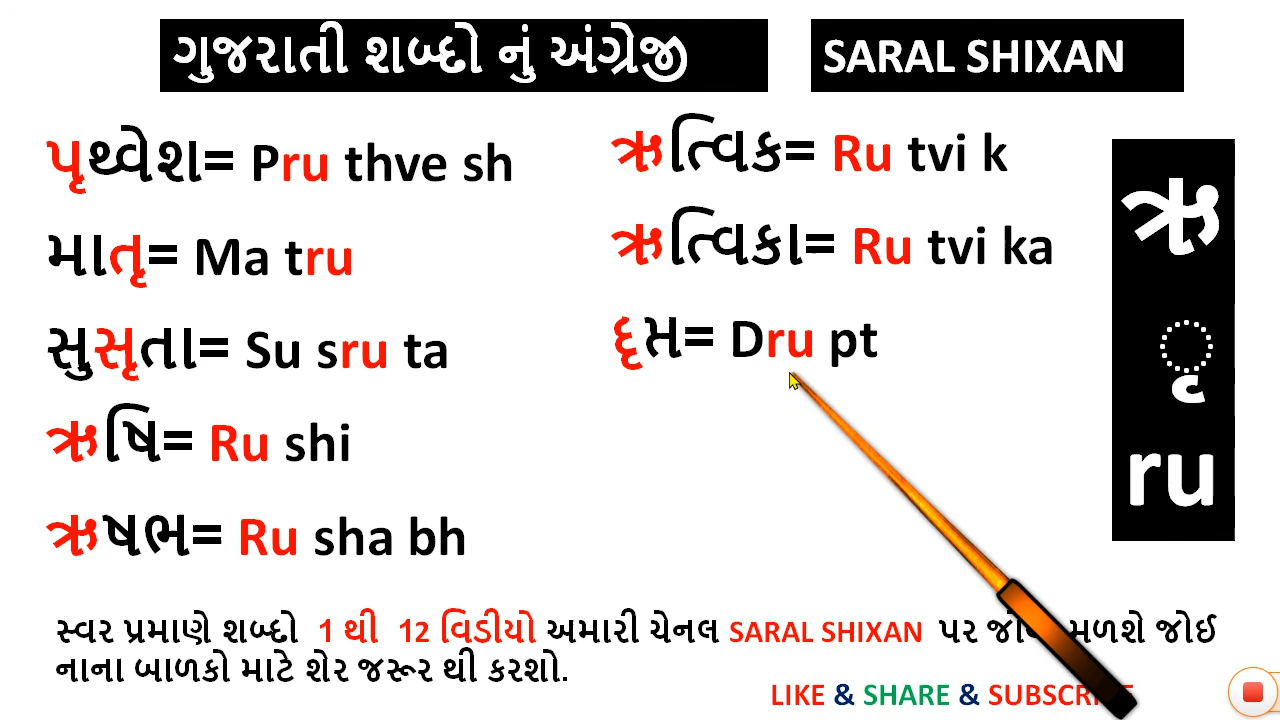 ગુજરાતી શબ્દો નું અંગ્રેજી
SARAL SHIXAN
પૃથ્વેશ= Pru thve sh
માતૃ= Ma tru
સુસૃતા= Su sru ta
ઋષિ= Ru shi
ઋષભ= Ru sha bh
ઋત્વિક= Ru tvi k
ઋત્વિકા= Ru tvi ka
દૃપ્ત= Dru pt
ઋ
◌ૃ
ru
સ્વર પ્રમાણે શબ્દો 1 થી 12 વિડીયો અમારી ચેનલ SARAL SHIXAN પર મળશે જોઈ
નાના બાળકો માટે શેર જરૂર થી કરશો.
LIKE & SHARE & SUBSCRIBE